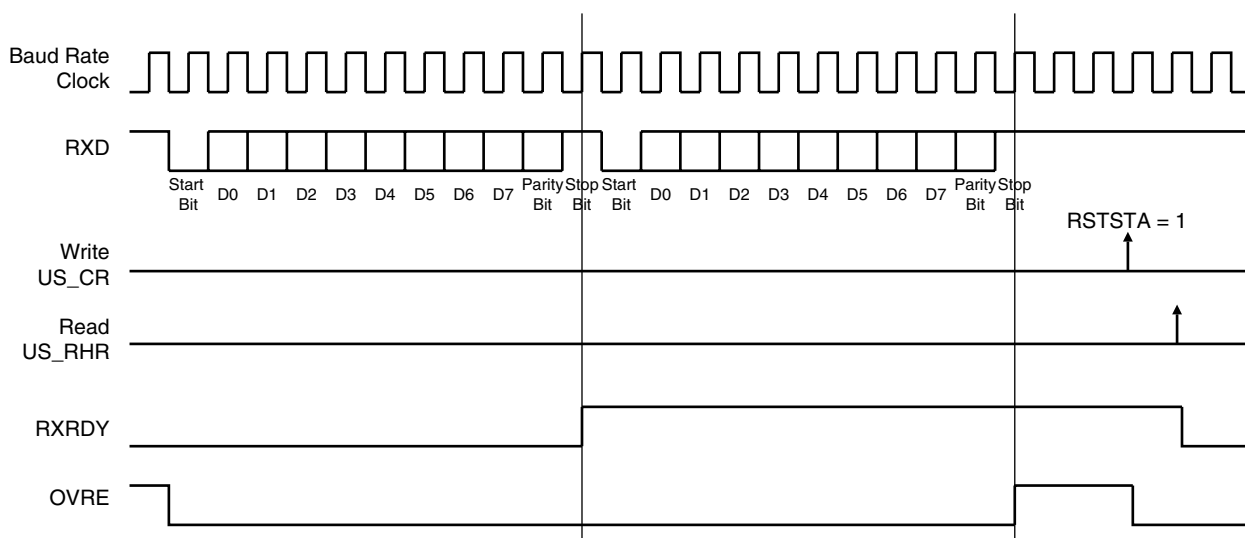 Baud Rate
Clock
RXD
Start
Bit
D0
D1
D2
D3
D4
D5
D6
D7
Parity
Bit
Stop
Bit
Start
Bit
D0
D1
D2
D3
D4
D5
D6
D7
Parity
Bit
Stop
Bit
RSTSTA = 1
Write
US_CR
Read
US_RHR
RXRDY
OVRE